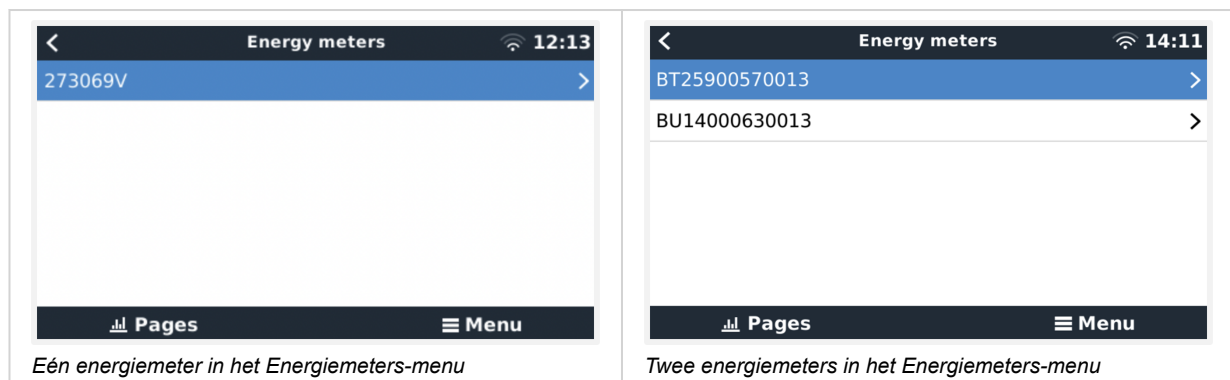 Energy meters 12:13
273069V
Pages Menu
Eén energiemeter in het Energiemeters-menu
Energy meters 14:11
BT25900570013
BU14000630013
Pages Menu
Twee energiemeters in het Energiemeters-menu